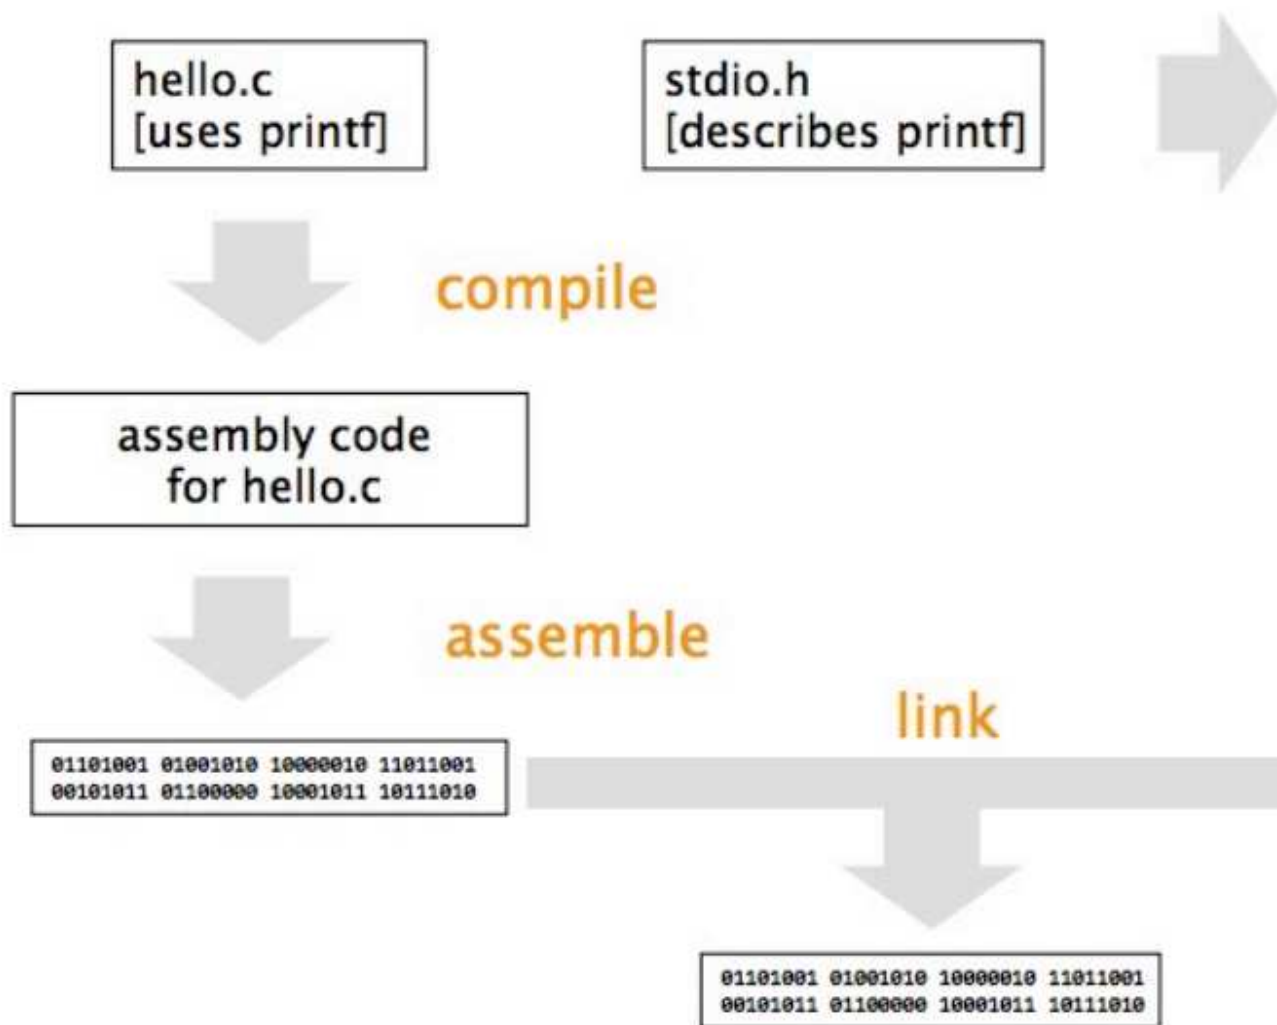 hello.c
[uses printf]
stdio.h
[describes printf]
compile
assembly code
for hello.c
assemble
link
01101001 01001010 10000010 11011001
00101011 01100000 10001011 10111010
01101001 01001010 10000010 11011001
00101011 01100000 10001011 10111010